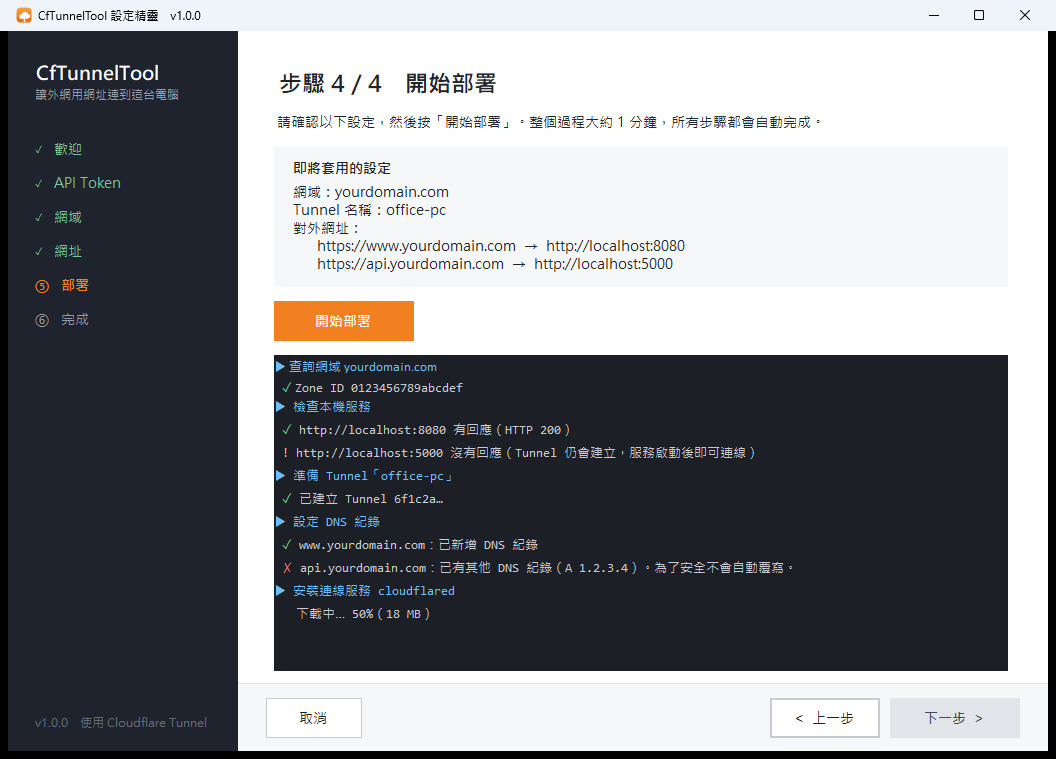 CfTunnelTool 設定精靈 v1.0.0
CfTunnelTool
讓外網用網址連到這台電腦
✓ 歡迎
✓ API Token
✓ 網域
✓ 網址
⑤ 部署
⑥ 完成
v1.0.0 使用 Cloudflare Tunnel
步驟 4 / 4 開始部署
請確認以下設定，然後按「開始部署」。整個過程大約 1 分鐘，所有步驟都會自動完成。
即將套用的設定
網域：yourdomain.com
Tunnel 名稱：office-pc
對外網址：
https://www.yourdomain.com → http://localhost:8080
https://api.yourdomain.com → http://localhost:5000
開始部署
▶ 查詢網域 yourdomain.com
✓ Zone ID 0123456789abcdef
▶ 檢查本機服務
✓ http://localhost:8080 有回應（HTTP 200）
! http://localhost:5000 沒有回應（Tunnel 仍會建立，服務啟動後即可連線）
▶ 準備 Tunnel「office-pc」
✓ 已建立 Tunnel 6f1c2a…
▶ 設定 DNS 紀錄
✓ www.yourdomain.com：已新增 DNS 紀錄
✗ api.yourdomain.com：已有其他 DNS 紀錄（A 1.2.3.4）。為了安全不會自動覆寫。
▶ 安裝連線服務 cloudflared
下載中… 50%（18 MB）
取消
< 上一步
下一步 >